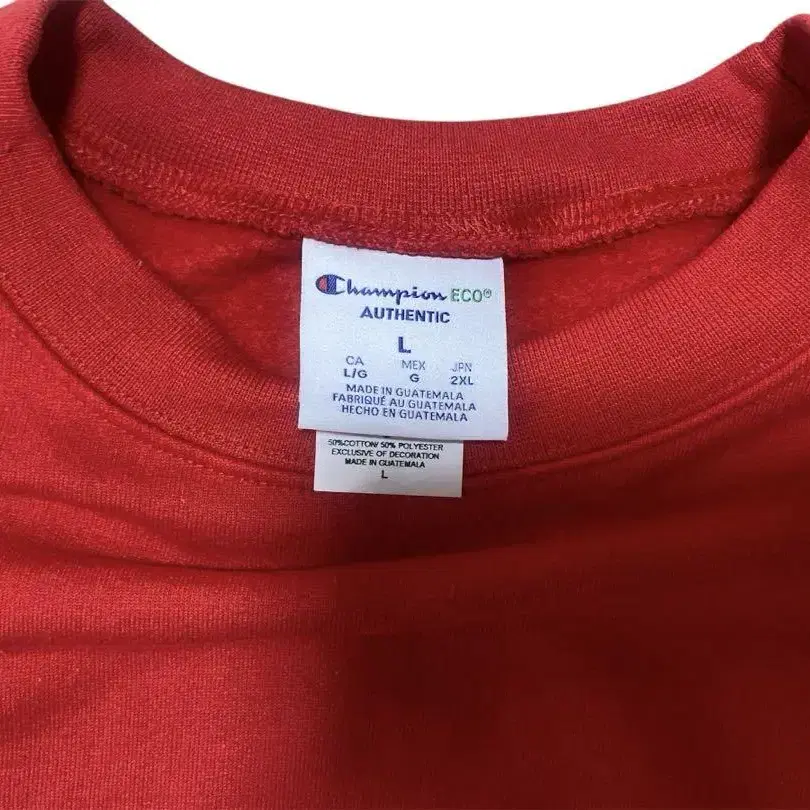 Champion ECO®
AUTHENTIC
L
CA MEX JPN
L/G G 2XL
MADE IN GUATEMALA
FABRIQUÉ AU GUATEMALA
HECHO EN GUATEMALA
50%COTTON/ 50% POLYESTER
EXCLUSIVE OF DECORATION
MADE IN GUATEMALA
L